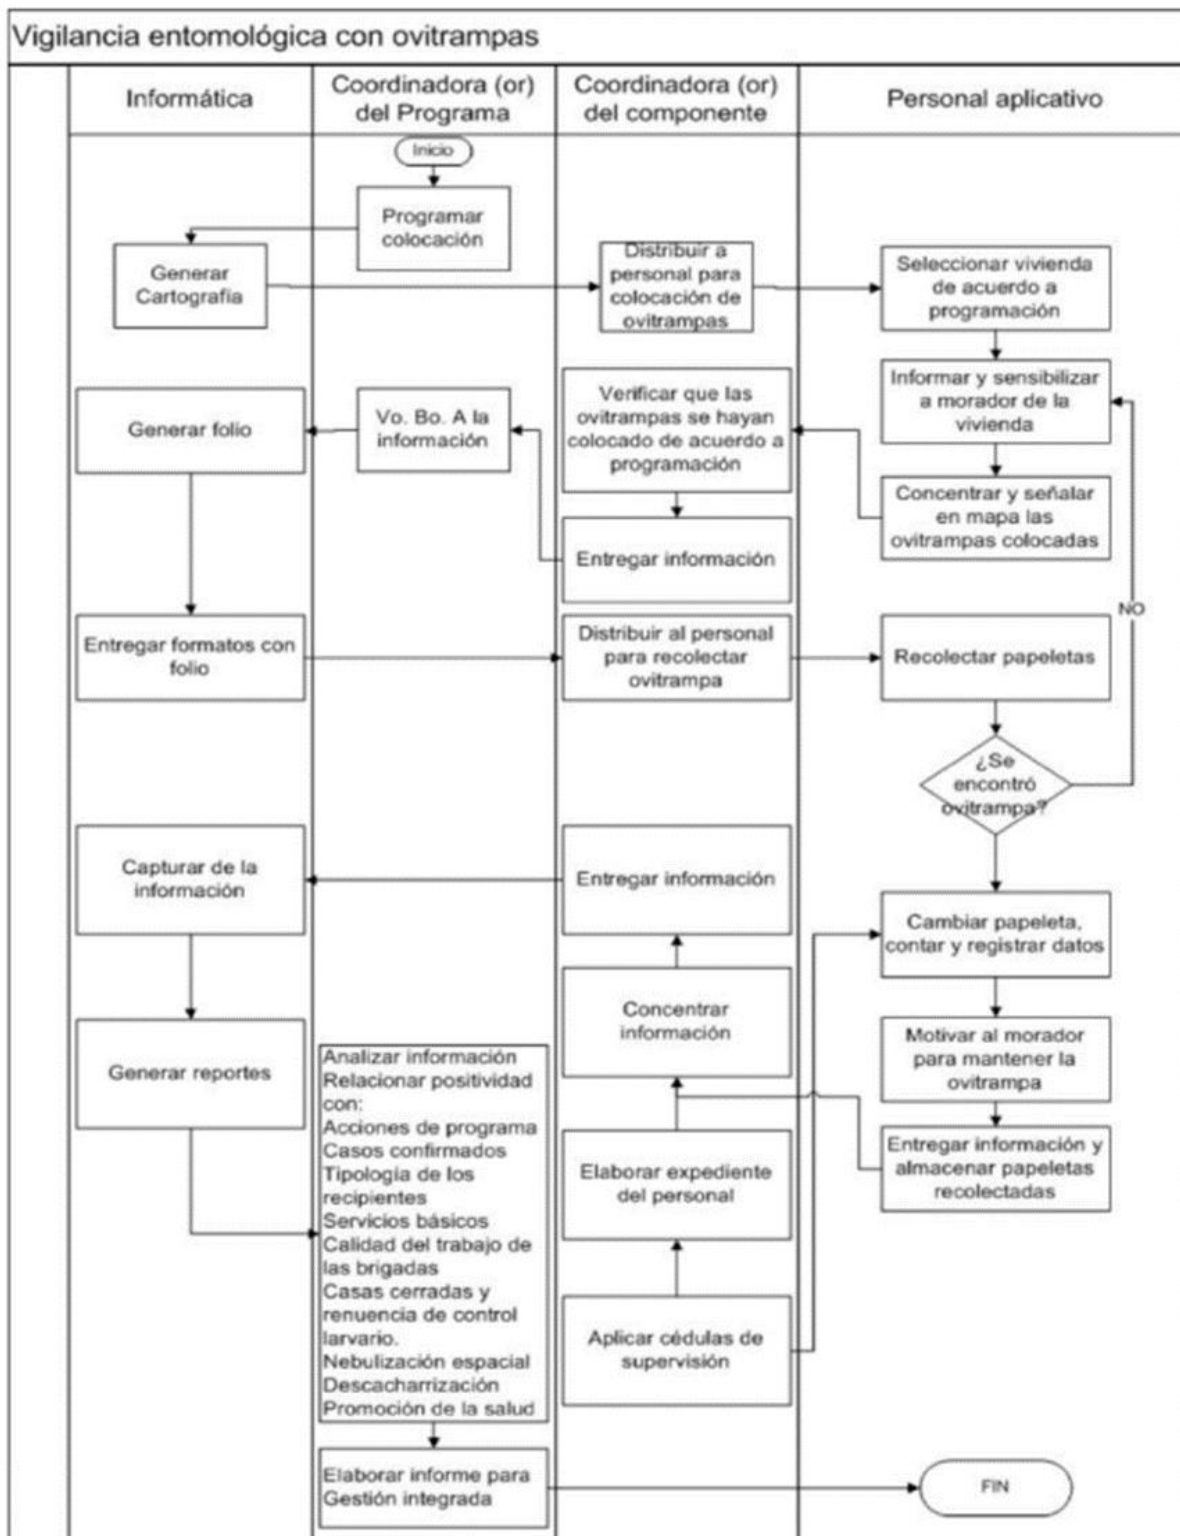 Vigilancia entomológica con ovitrampas
Informática
Coordinadora (or)
del Programa
Coordinadora (or)
del componente
Personal aplicativo
Inicio
Programar
colocación
Generar
Cartografía
Distribuir a
personal para
colocación de
ovitrampas
Seleccionar vivienda
de acuerdo a
programación
Informar y sensibilizar
a morador de la
vivienda
Concentrar y señalar
en mapa las
ovitrampas colocadas
Verificar que las
ovitrampas se hayan
colocado de acuerdo a
programación
Entregar información
Vo. Bo. A la
información
Generar folio
Entregar formatos con
folio
Distribuir al personal
para recolectar
ovitrampa
Recolectar papeletas
NO
¿Se
encontró
ovitrampa?
Cambiar papeleta,
contar y registrar datos
Motivar al morador
para mantener la
ovitrampa
Entregar información y
almacenar papeletas
recolectadas
Aplicar cédulas de
supervisión
Elaborar expediente
del personal
Concentrar
información
Entregar información
Capturar de la
información
Generar reportes
Analizar información
Relacionar positividad
con:
Acciones de programa
Casos confirmados
Tipología de los
recipientes
Servicios básicos
Calidad del trabajo de
las brigadas
Casas cerradas y
renuencia de control
larvario.
Nebulización espacial
Descacharrización
Promoción de la salud
Elaborar informe para
Gestión integrada
FIN